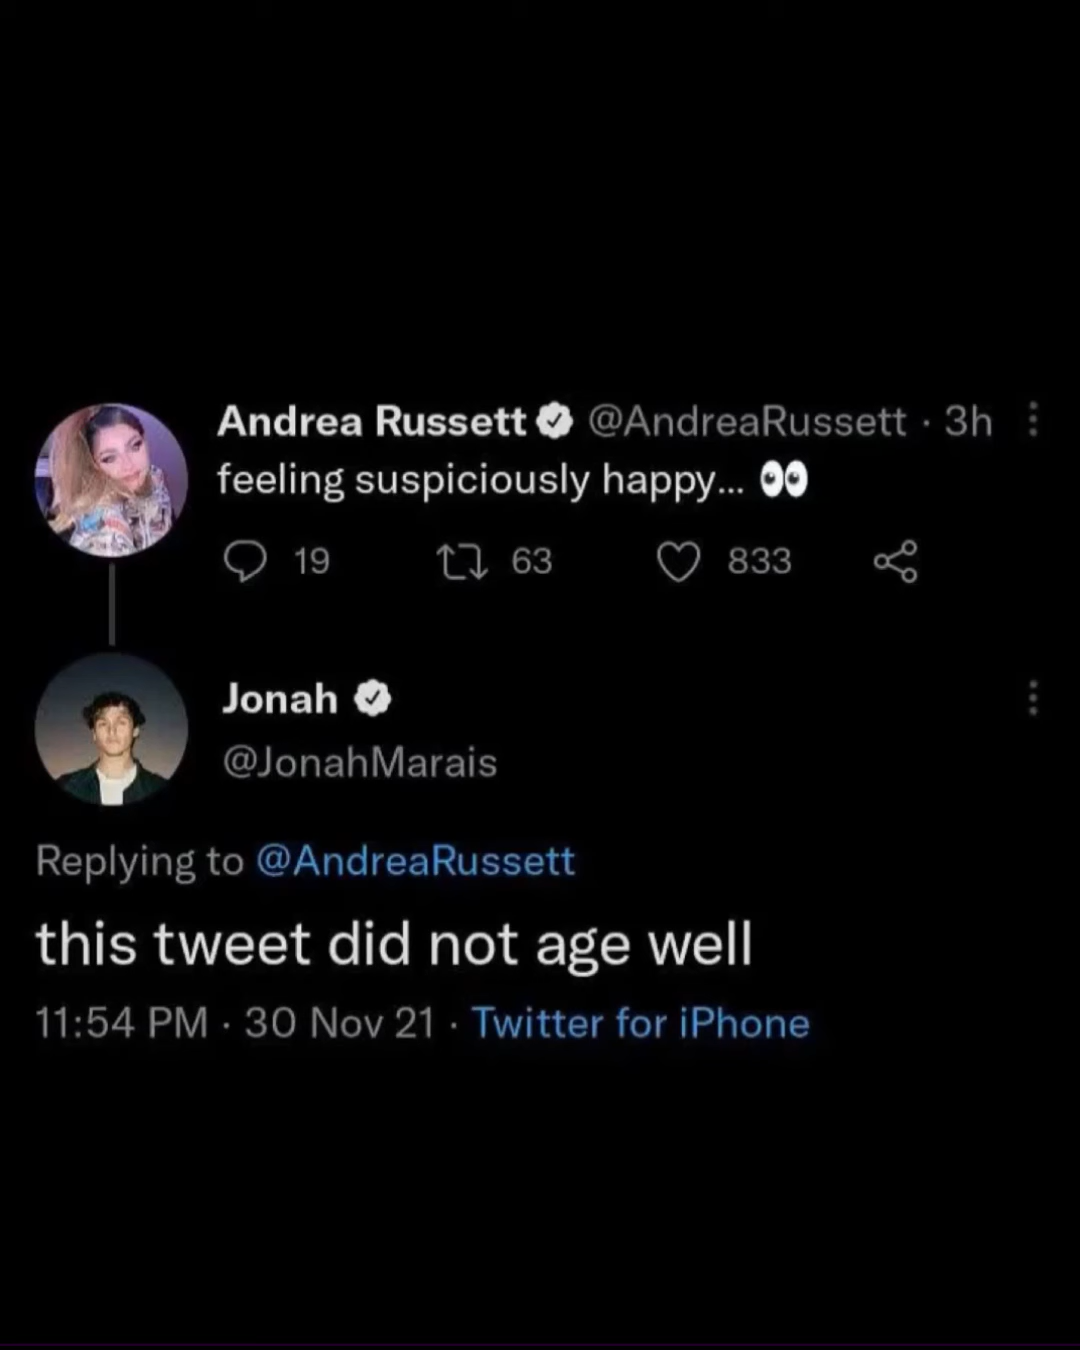 Andrea Russett @AndreaRussett · 3h
feeling suspiciously happy... 👀
19 63 833
Jonah
@JonahMarais
Replying to @AndreaRussett
this tweet did not age well
11:54 PM · 30 Nov 21 · Twitter for iPhone